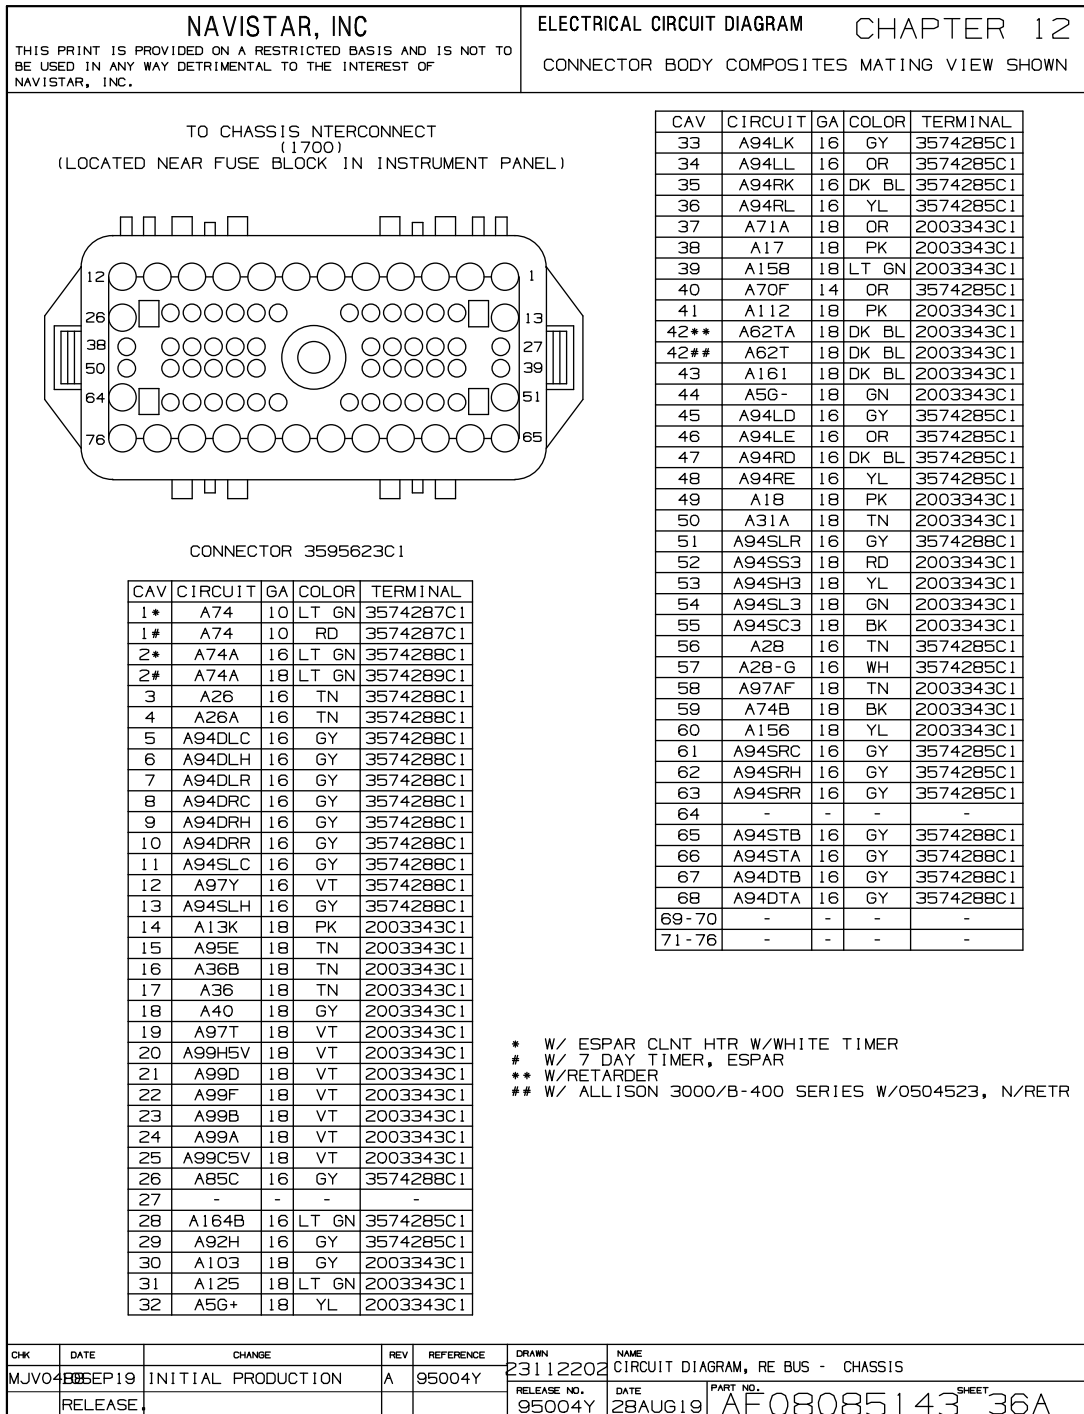 NAVISTAR, INC
THIS PRINT IS PROVIDED ON A RESTRICTED BASIS AND IS NOT TO
BE USED IN ANY WAY DETRIMENTAL TO THE INTEREST OF
NAVISTAR, INC.
ELECTRICAL CIRCUIT DIAGRAM CHAPTER 12
CONNECTOR BODY COMPOSITES MATING VIEW SHOWN
TO CHASSIS NTERCONNECT
(1700)
(LOCATED NEAR FUSE BLOCK IN INSTRUMENT PANEL)
12 1
26 13
38 27
50 39
64 51
76 65
CONNECTOR 3595623C1
CAV CIRCUIT GA COLOR TERMINAL
1* A74 10 LT GN 3574287C1
1# A74 10 RD 3574287C1
2* A74A 16 LT GN 3574288C1
2# A74A 18 LT GN 3574289C1
3 A26 16 TN 3574288C1
4 A26A 16 TN 3574288C1
5 A94DLC 16 GY 3574288C1
6 A94DLH 16 GY 3574288C1
7 A94DLR 16 GY 3574288C1
8 A94DRC 16 GY 3574288C1
9 A94DRH 16 GY 3574288C1
10 A94DRR 16 GY 3574288C1
11 A94SLC 16 GY 3574288C1
12 A97Y 16 VT 3574288C1
13 A94SLH 16 GY 3574288C1
14 A13K 18 PK 2003343C1
15 A95E 18 TN 2003343C1
16 A36B 18 TN 2003343C1
17 A36 18 TN 2003343C1
18 A40 18 GY 2003343C1
19 A97T 18 VT 2003343C1
20 A99H5V 18 VT 2003343C1
21 A99D 18 VT 2003343C1
22 A99F 18 VT 2003343C1
23 A99B 18 VT 2003343C1
24 A99A 18 VT 2003343C1
25 A99C5V 18 VT 2003343C1
26 A85C 16 GY 3574288C1
27 - - - -
28 A164B 16 LT GN 3574285C1
29 A92H 16 GY 3574285C1
30 A103 18 GY 2003343C1
31 A125 18 LT GN 2003343C1
32 A5G+ 18 YL 2003343C1
CAV CIRCUIT GA COLOR TERMINAL
33 A94LK 16 GY 3574285C1
34 A94LL 16 OR 3574285C1
35 A94RK 16 DK BL 3574285C1
36 A94RL 16 YL 3574285C1
37 A71A 18 OR 2003343C1
38 A17 18 PK 2003343C1
39 A158 18 LT GN 2003343C1
40 A70F 14 OR 3574285C1
41 A112 18 PK 2003343C1
42** A62TA 18 DK BL 2003343C1
42## A62T 18 DK BL 2003343C1
43 A161 18 DK BL 2003343C1
44 A5G- 18 GN 2003343C1
45 A94LD 16 GY 3574285C1
46 A94LE 16 OR 3574285C1
47 A94RD 16 DK BL 3574285C1
48 A94RE 16 YL 3574285C1
49 A18 18 PK 2003343C1
50 A31A 18 TN 2003343C1
51 A94SLR 16 GY 3574288C1
52 A94SS3 18 RD 2003343C1
53 A94SH3 18 YL 2003343C1
54 A94SL3 18 GN 2003343C1
55 A94SC3 18 BK 2003343C1
56 A28 16 TN 3574285C1
57 A28-G 16 WH 3574285C1
58 A97AF 18 TN 2003343C1
59 A74B 18 BK 2003343C1
60 A156 18 YL 2003343C1
61 A94SRC 16 GY 3574285C1
62 A94SRH 16 GY 3574285C1
63 A94SRR 16 GY 3574285C1
64 - - - -
65 A94STB 16 GY 3574288C1
66 A94STA 16 GY 3574288C1
67 A94DTB 16 GY 3574288C1
68 A94DTA 16 GY 3574288C1
69-70 - - - -
71-76 - - - -
* W/ ESPAR CLNT HTR W/WHITE TIMER
# W/ 7 DAY TIMER, ESPAR
** W/RETARDER
## W/ ALLISON 3000/B-400 SERIES W/0504523, N/RETR
CHK DATE CHANGE REV REFERENCE DRAWN NAME
SEP19 INITIAL PRODUCTION A 95004Y 23112202 CIRCUIT DIAGRAM, RE BUS - CHASSIS
RELEASE NO. DATE PART NO. SHEET
RELEASE 95004Y 28AUG19 AF08085143 36A